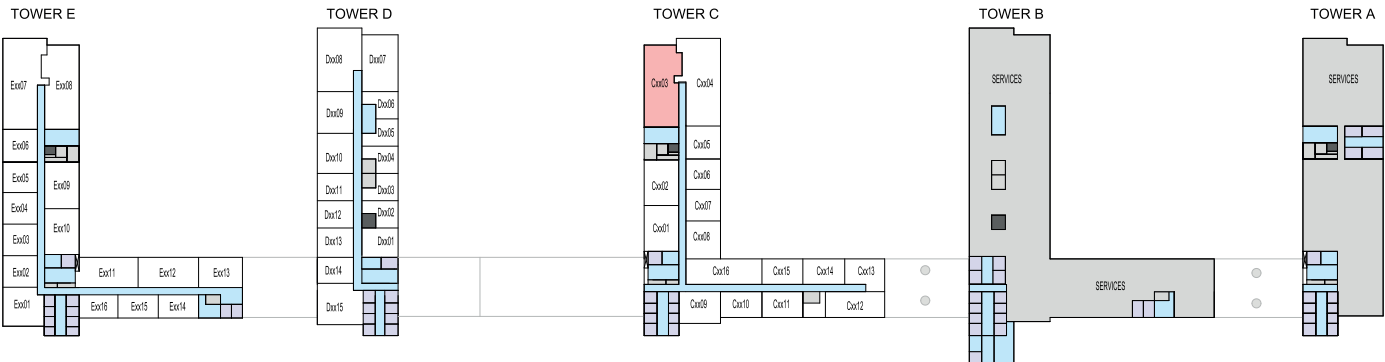 TOWER E
TOWER D
TOWER C
TOWER B
TOWER A
Exx07
Exx08
Exx06
Exx05
Exx09
Exx04
Exx10
Exx03
Exx02
Exx11
Exx12
Exx13
Exx01
Exx16
Exx15
Exx14
Dxx08
Dxx07
Dxx09
Dxx06
Dxx05
Dxx10
Dxx04
Dxx11
Dxx03
Dxx12
Dxx02
Dxx13
Dxx01
Dxx14
Dxx15
Cxx03
Cxx04
Cxx05
Cxx02
Cxx06
Cxx07
Cxx01
Cxx08
Cxx16
Cxx15
Cxx14
Cxx13
Cxx09
Cxx10
Cxx11
Cxx12
SERVICES
SERVICES
SERVICES